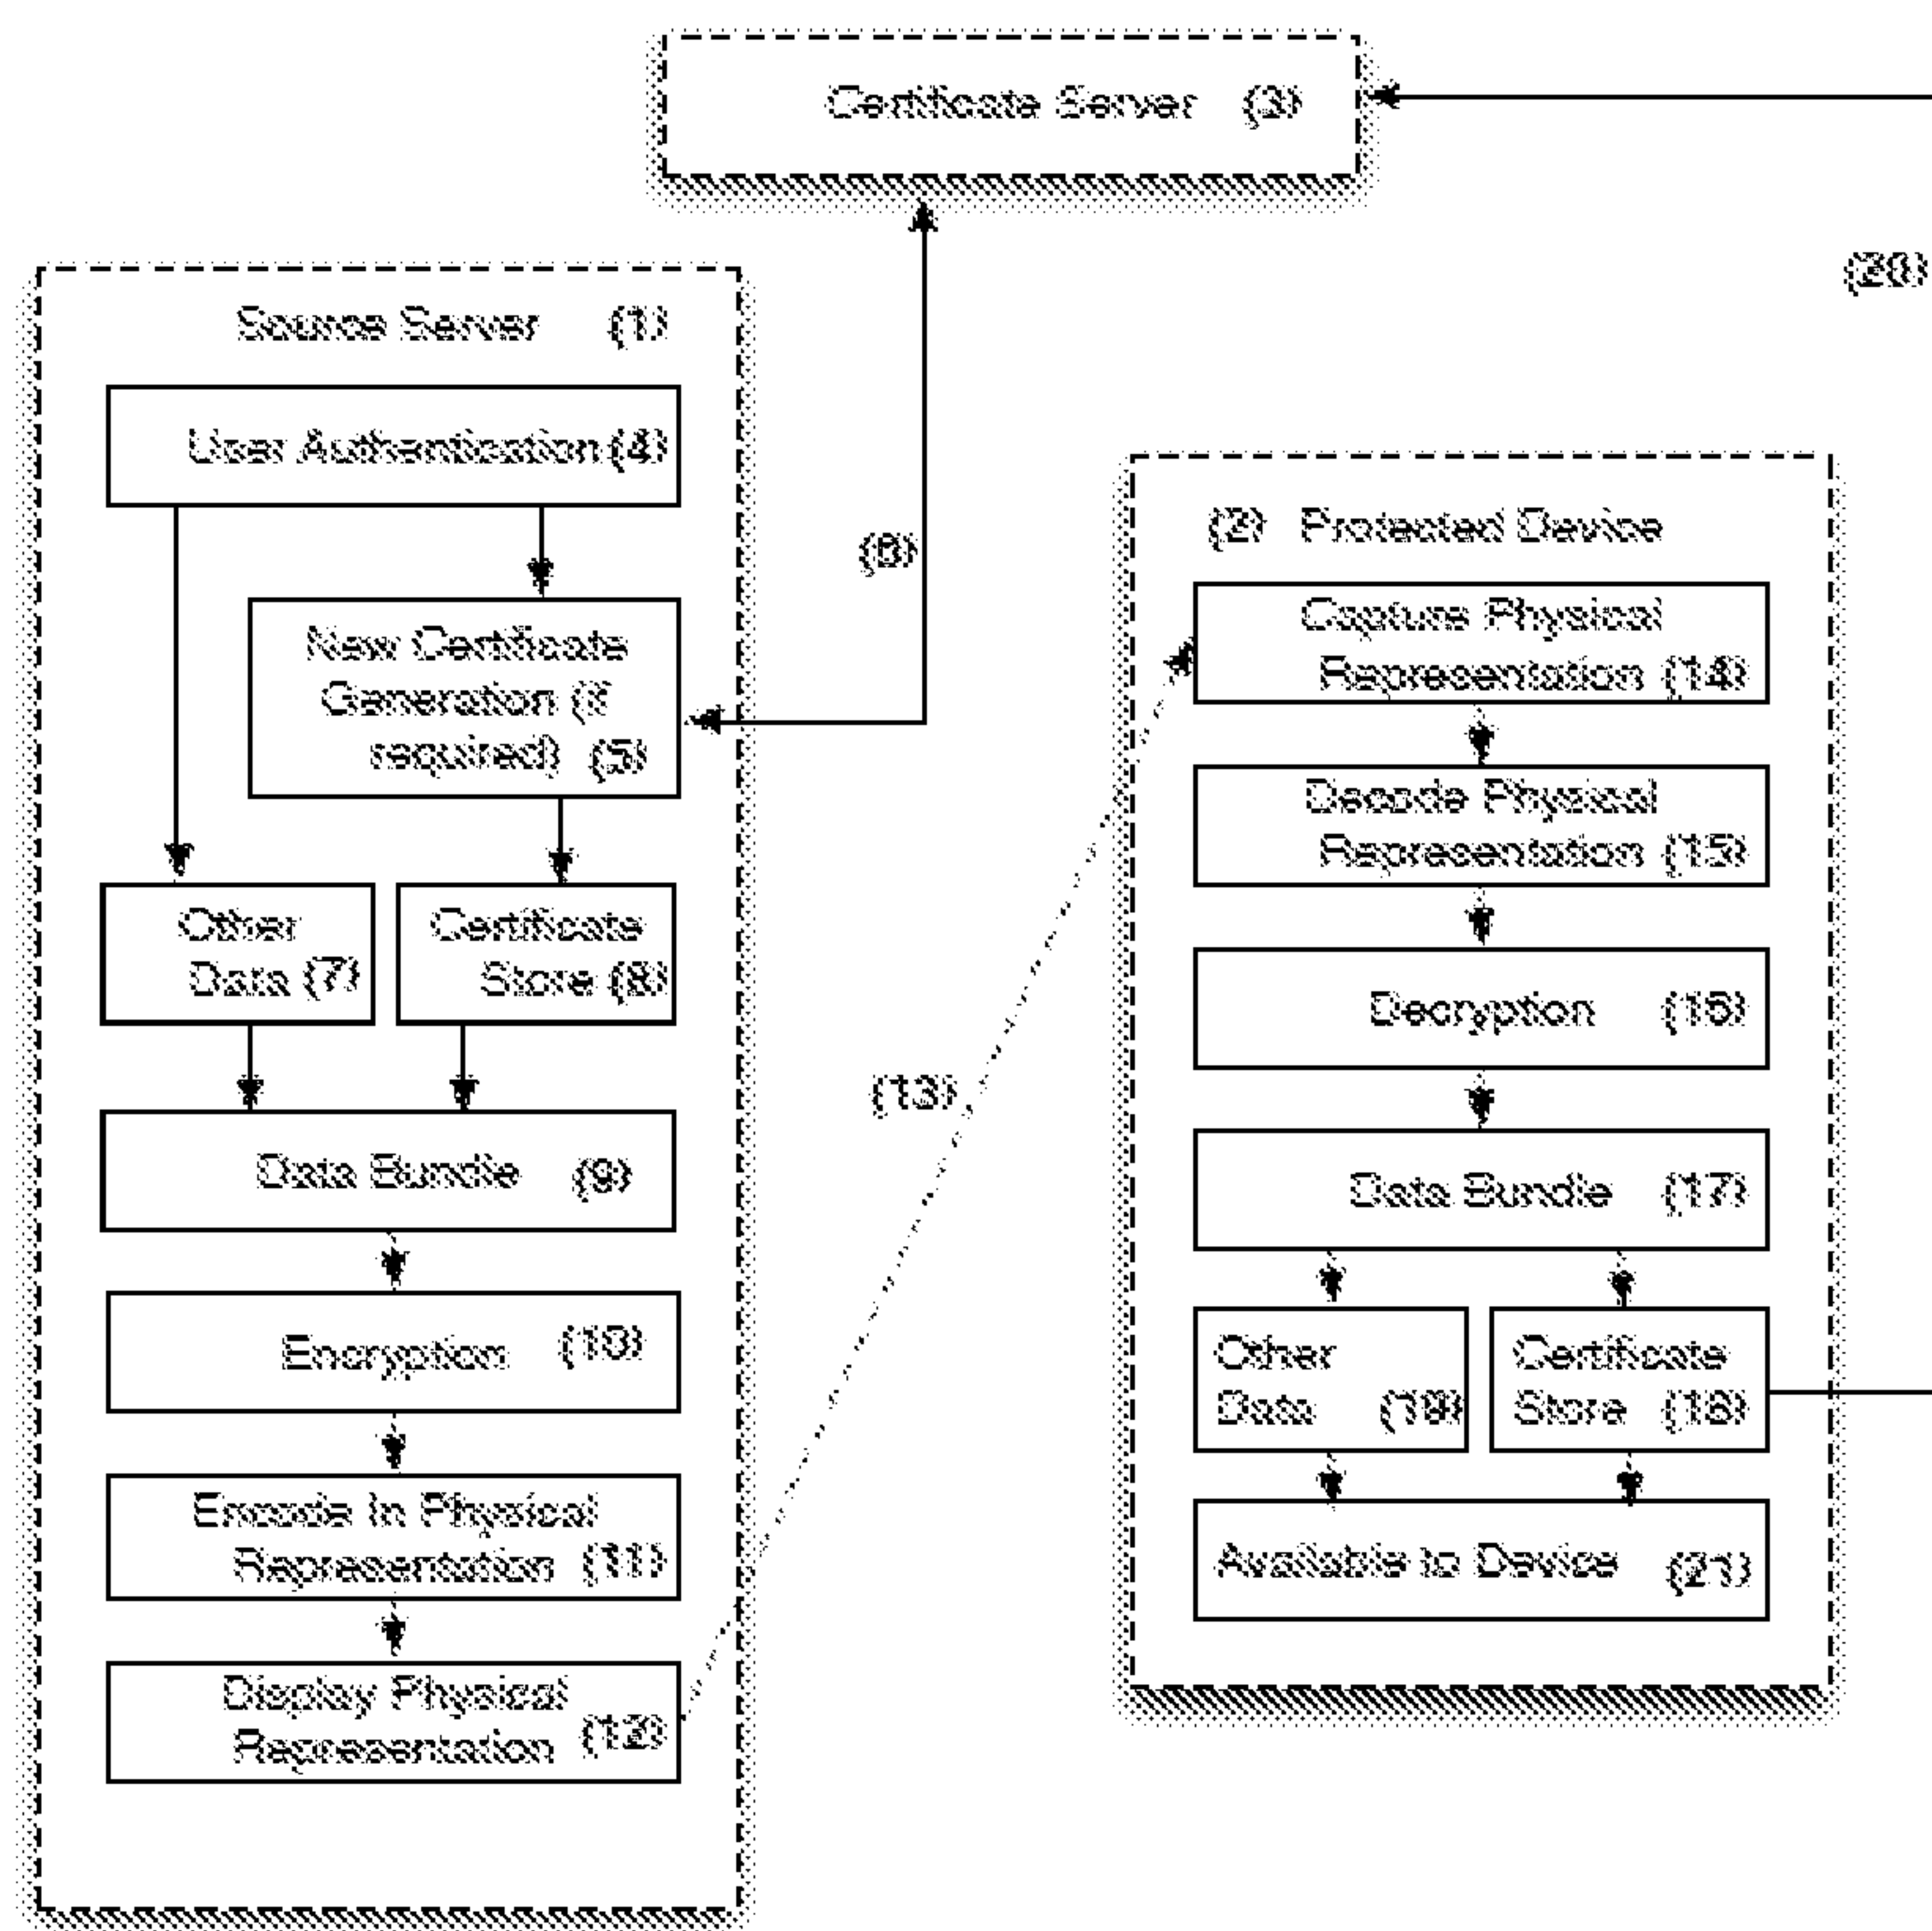 Certificate Server (3)
(20)
Source Server (1)
User Authentication (4)
New Certificate
Generation (if
required) (5)
(6)
Other
Data (7)
Certificate
Store (8)
Data Bundle (9)
Encryption (10)
Encode in Physical
Representation (11)
Display Physical
Representation (12)
(13)
(2) Protected Device
Capture Physical
Representation (14)
Decode Physical
Representation (15)
Decryption (16)
Data Bundle (17)
Other
Data (19)
Certificate
Store (18)
Available to Device (21)